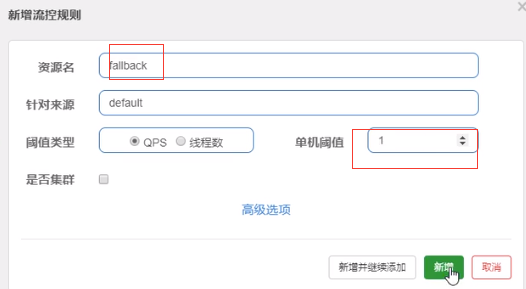 新增流控规则
资源名 fallback
针对来源 default
阈值类型 QPS 线程数 单机阈值 1
是否集群
高级选项
新增并继续添加 新增 取消